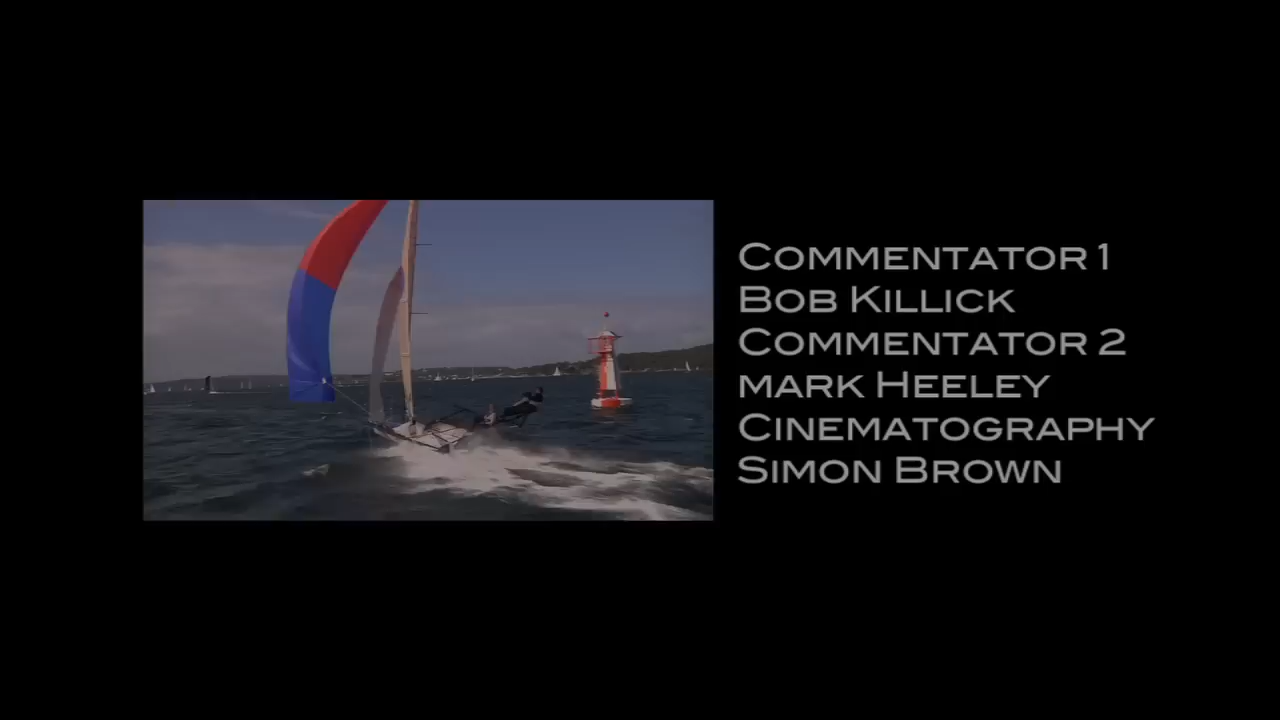 Commentator 1
Bob Killick
Commentator 2
mark Heeley
Cinematography
Simon Brown